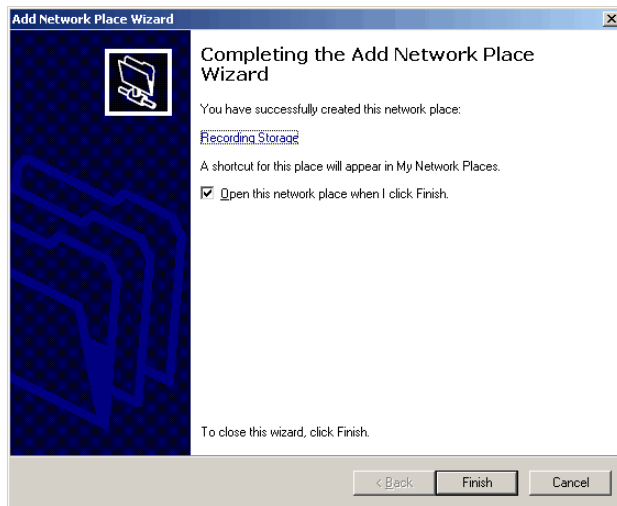 Add Network Place Wizard
Completing the Add Network Place
Wizard
You have successfully created this network place:
Recording Storage
A shortcut for this place will appear in My Network Places.
Open this network place when I click Finish.
To close this wizard, click Finish.
< Back Finish Cancel